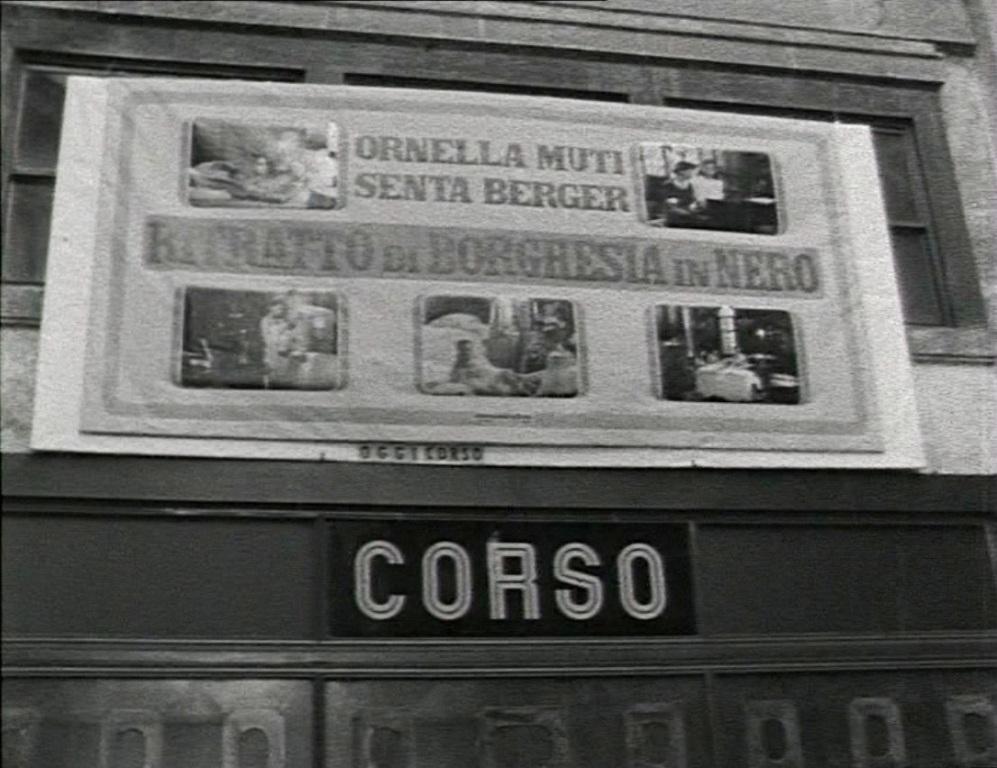 ORNELLA MUTI
SENTA BERGER
RITRATTO DI BORGHESIA IN NERO
OGGI CORSO
CORSO